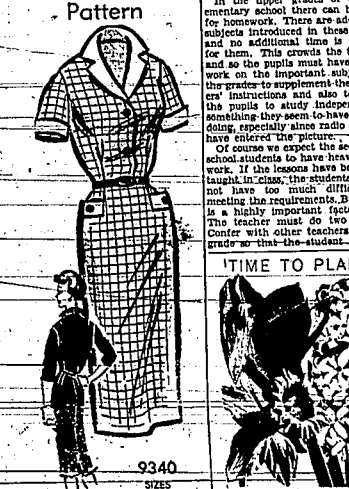 Pattern
9340
SIZES
In the upper grades of
ementary school there can b
for homework. There are ad
subjects introduced in these
and no additional time is
for them. This crowds the
and so the pupils must have
work on the important subj
the grades to supplement the
ers' instructions and also t
the pupils to study indepen
something they seem to have
doing, especially since radio
have entered the picture.
Of course we expect the se
school students to have heav
work. If the lessons have be
taught in class, the students
not have too much diffi
meeting the requirements. B
is a highly important facto
The teacher must do two
Confer with other teachers
grade so that the student
'TIME TO PLA